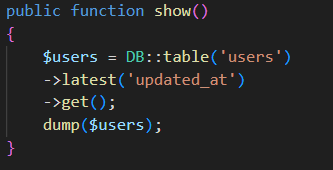 public function show()
{
    $users = DB::table('users')
    ->latest('updated_at')
    ->get();
    dump($users);
}